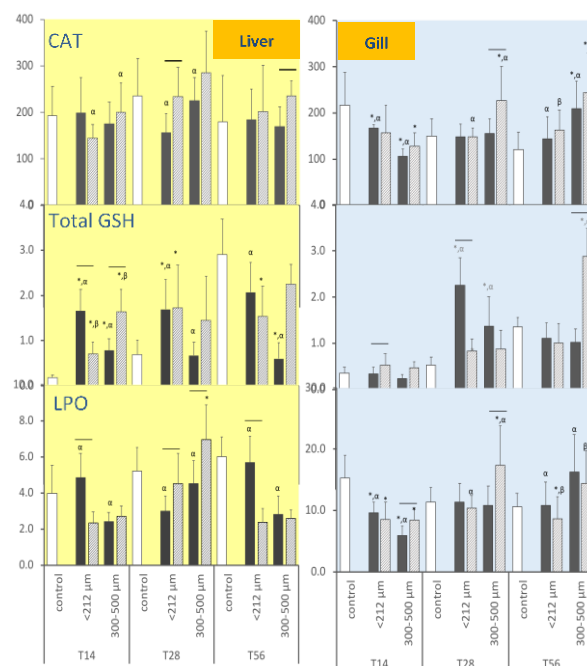 CAT
Liver
Gill
400
300
200
100
4.0
400
300
200
100
4.0
Total GSH
3.0
2.0
1.0
3.0
2.0
1.0
LPO
8.0
6.0
4.0
2.0
0.0
20.0
10.0
0.0
control
<212 µm
300-500 µm
control
<212 µm
300-500 µm
control
<212 µm
300-500 µm
T14
T28
T56
control
<212 µm
300-500 µm
control
<212 µm
300-500 µm
control
<212 µm
300-500 µm
T14
T28
T56